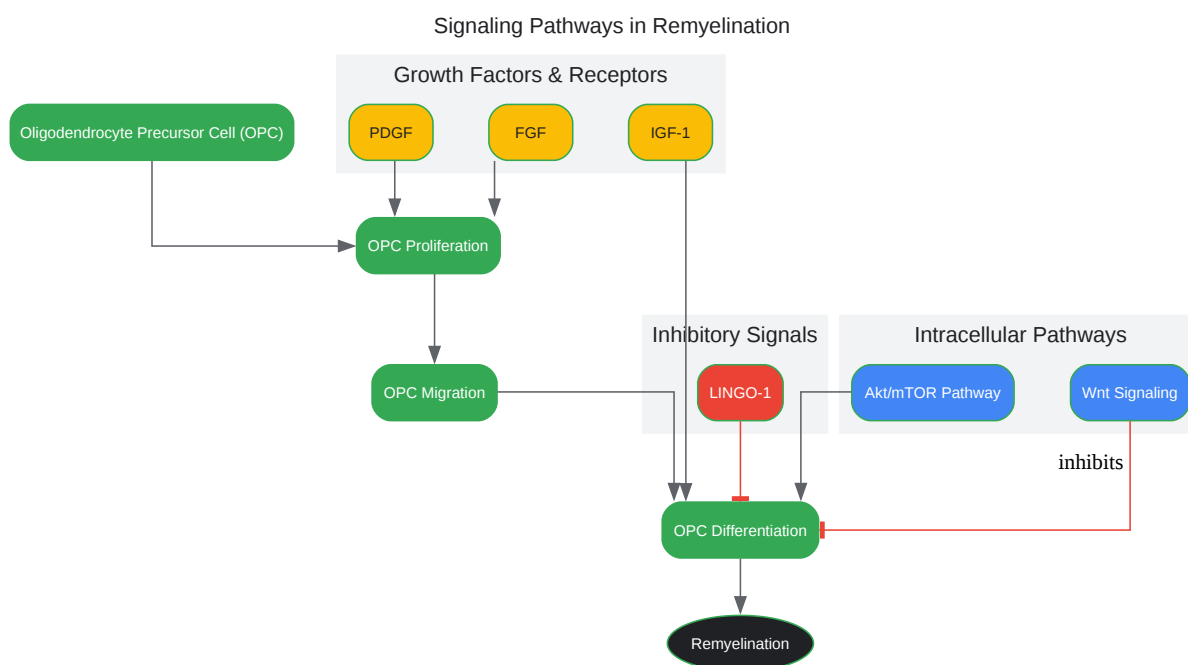 Signaling Pathways in Remyelination
Growth Factors & Receptors
Oligodendrocyte Precursor Cell (OPC)
PDGF
FGF
IGF-1
OPC Proliferation
Inhibitory Signals
Intracellular Pathways
OPC Migration
LINGO-1
Akt/mTOR Pathway
Wnt Signaling
inhibits
OPC Differentiation
Remyelination